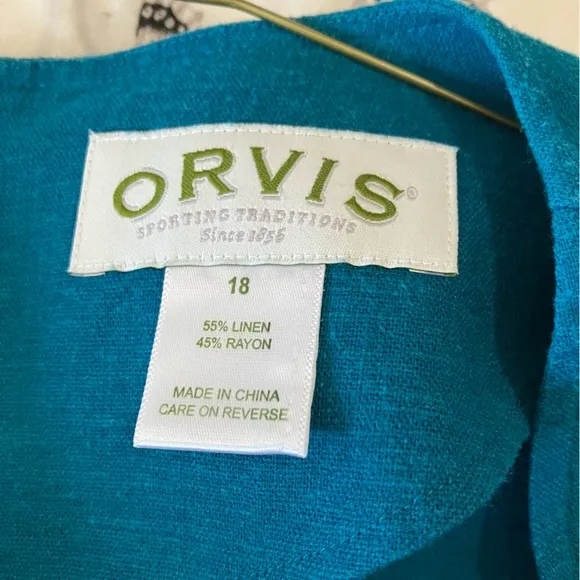 ORVIS®
SPORTING TRADITIONS
Since 1856
18
55% LINEN
45% RAYON
MADE IN CHINA
CARE ON REVERSE